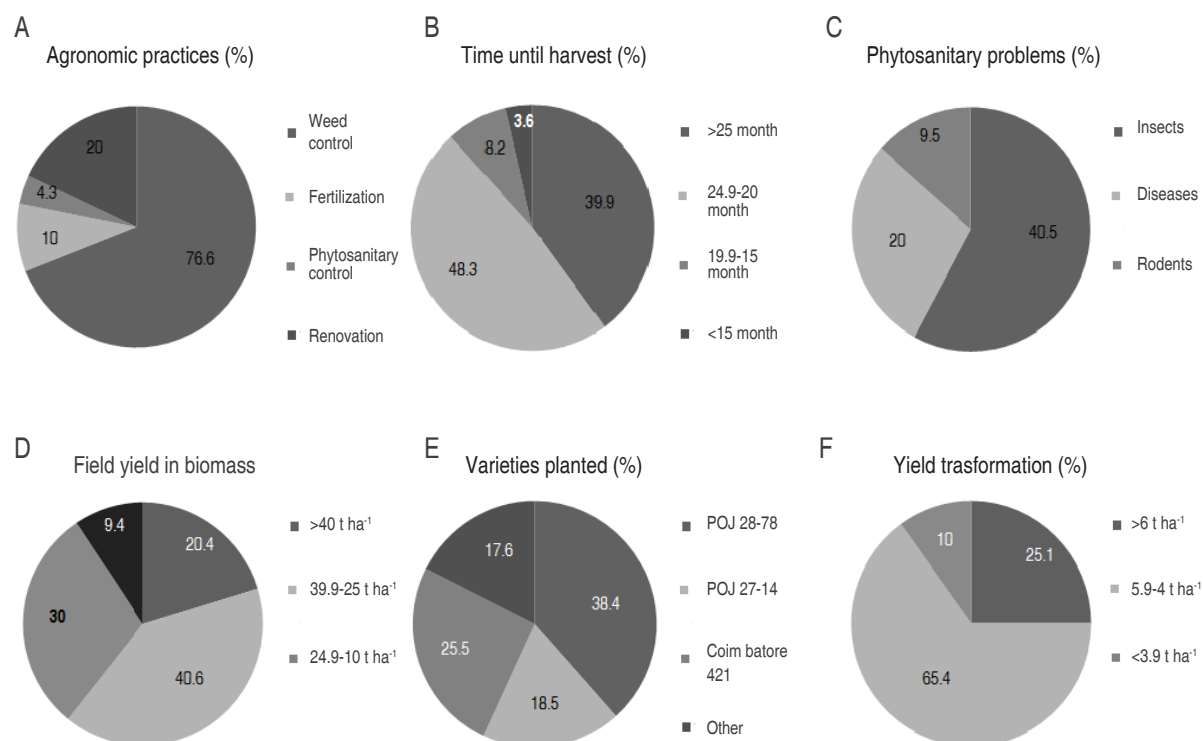 A
Agronomic practices (%)
20
4.3
10
76.6
Weed
control
Fertilization
Phytosanitary
control
Renovation
B
Time until harvest (%)
3.6
8.2
39.9
48.3
>25 month
24.9-20
month
19.9-15
month
<15 month
C
Phytosanitary problems (%)
9.5
20
40.5
Insects
Diseases
Rodents
D
Field yield in biomass
9.4
20.4
30
40.6
>40 t ha⁻¹
39.9-25 t ha⁻¹
24.9-10 t ha⁻¹
E
Varieties planted (%)
17.6
38.4
25.5
18.5
POJ 28-78
POJ 27-14
Coim batore
421
Other
F
Yield trasformation (%)
10
25.1
65.4
>6 t ha⁻¹
5.9-4 t ha⁻¹
<3.9 t ha⁻¹